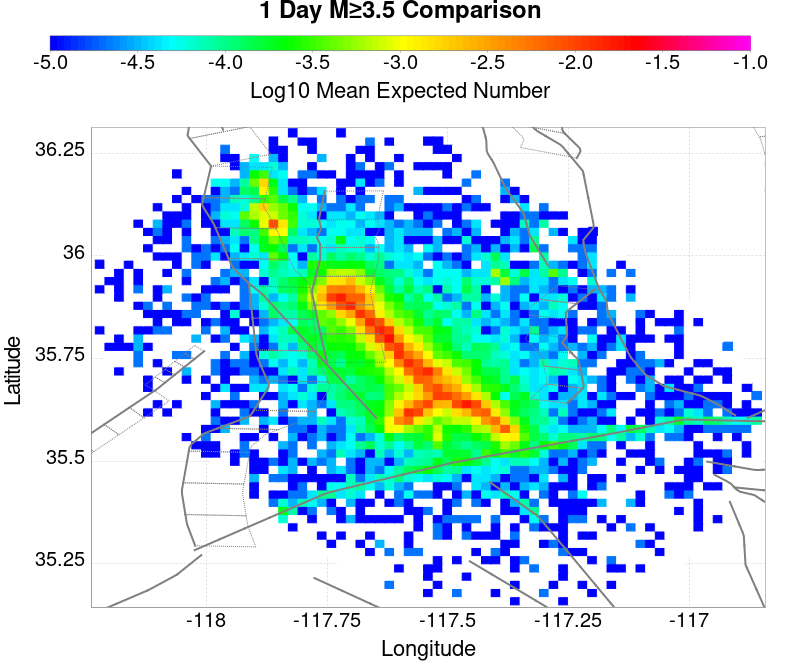 1 Day M≥3.5 Comparison
-5.0 -4.5 -4.0 -3.5 -3.0 -2.5 -2.0 -1.5 -1.0
Log10 Mean Expected Number
36.25
36
35.75
35.5
35.25
Latitude
-118 -117.75 -117.5 -117.25 -117
Longitude